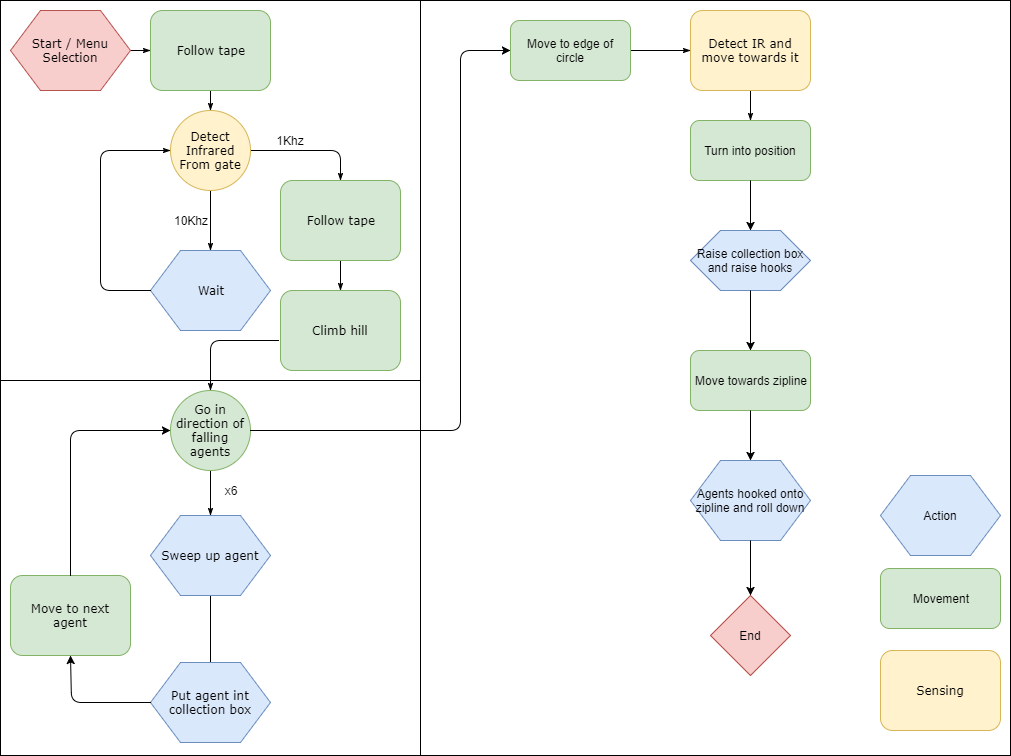 Start / Menu
Selection
Follow tape
Detect
Infrared
From gate
1Khz
10Khz
Follow tape
Wait
Climb hill
Go in
direction of
falling
agents
x6
Sweep up agent
Move to next
agent
Put agent int
collection box
Move to edge of
circle
Detect IR and
move towards it
Turn into position
Raise collection box
and raise hooks
Move towards zipline
Agents hooked onto
zipline and roll down
End
Action
Movement
Sensing